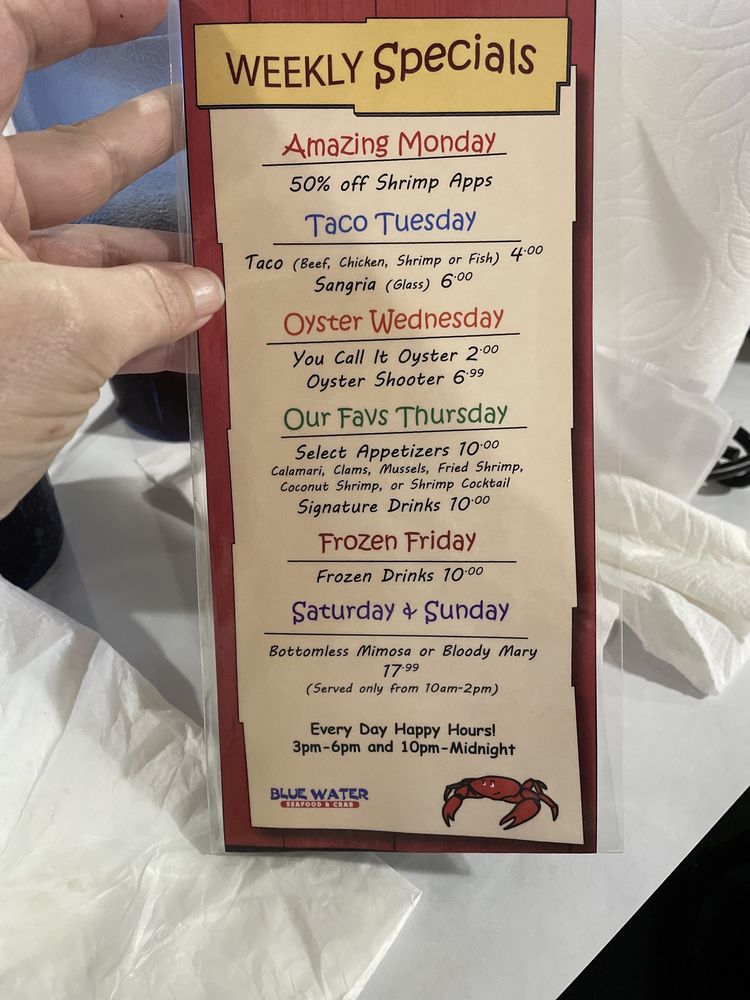 WEEKLY Specials
Amazing Monday
50% off Shrimp Apps
Taco Tuesday
Taco (Beef, Chicken, Shrimp or Fish) 4.00
Sangria (Glass) 6.00
Oyster Wednesday
You Call It Oyster 2.00
Oyster Shooter 6.99
Our Favs Thursday
Select Appetizers 10.00
Calamari, Clams, Mussels, Fried Shrimp,
Coconut Shrimp, or Shrimp Cocktail
Signature Drinks 10.00
Frozen Friday
Frozen Drinks 10.00
Saturday & Sunday
Bottomless Mimosa or Bloody Mary
17.99
(Served only from 10am-2pm)
Every Day Happy Hours!
3pm-6pm and 10pm-Midnight
BLUE WATER
SEAFOOD & CRAB